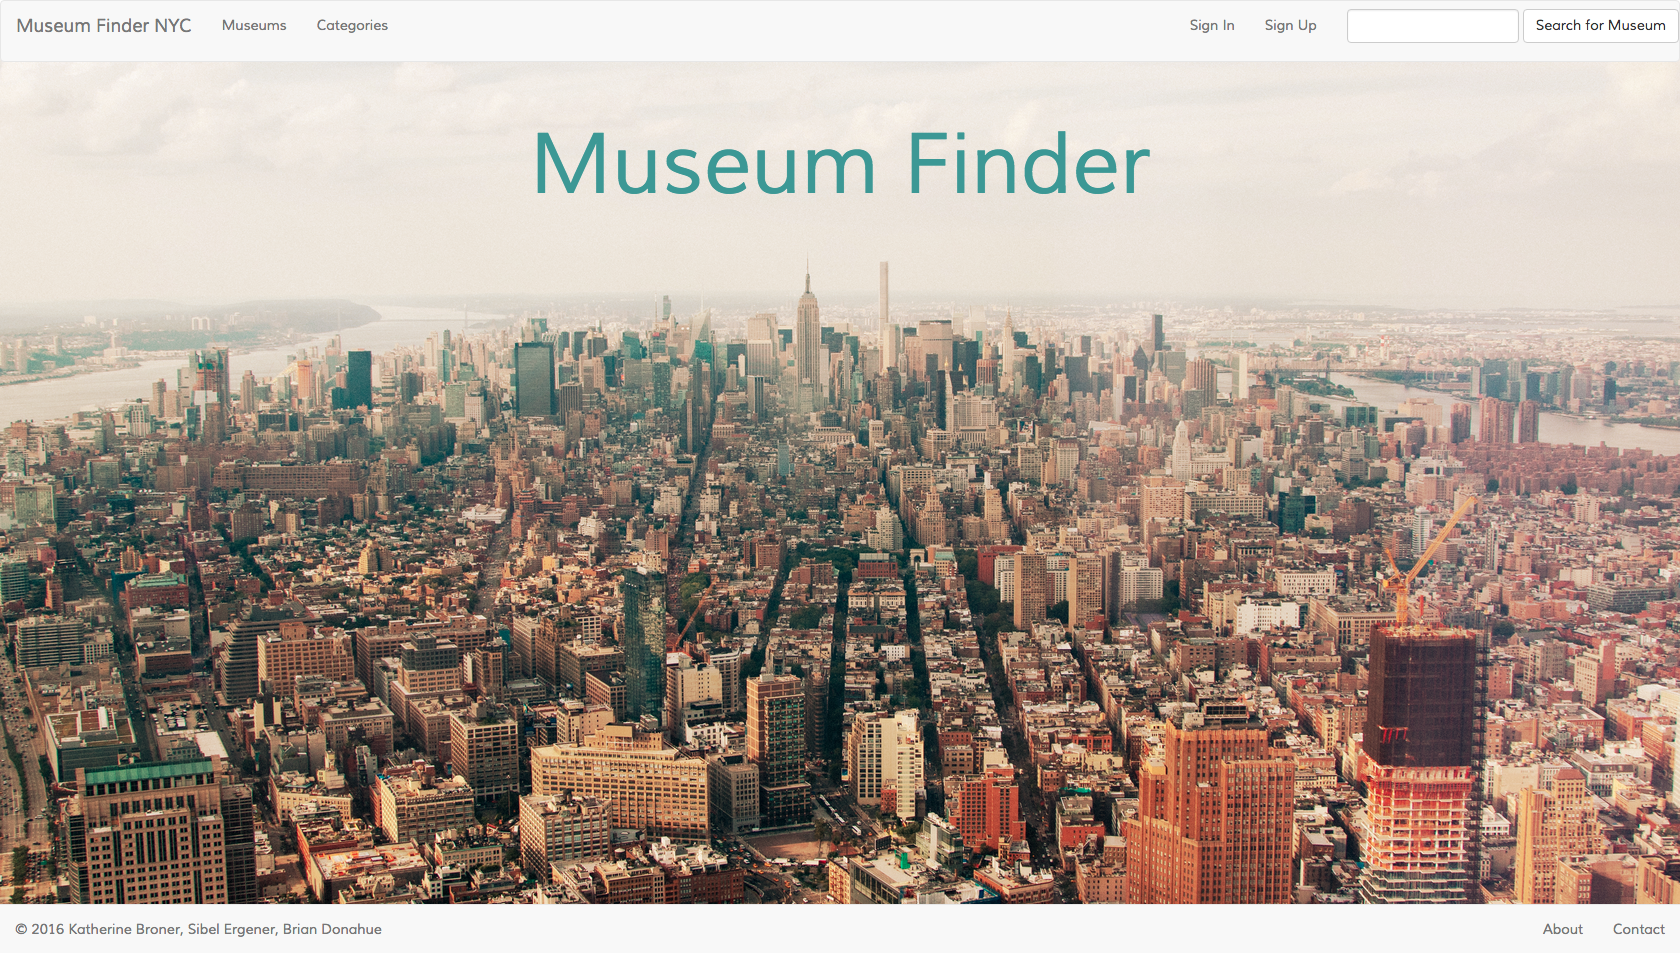 Museum Finder NYC Museums Categories Sign In Sign Up Search for Museum
Museum Finder
© 2016 Katherine Broner, Sibel Ergener, Brian Donahue About Contact